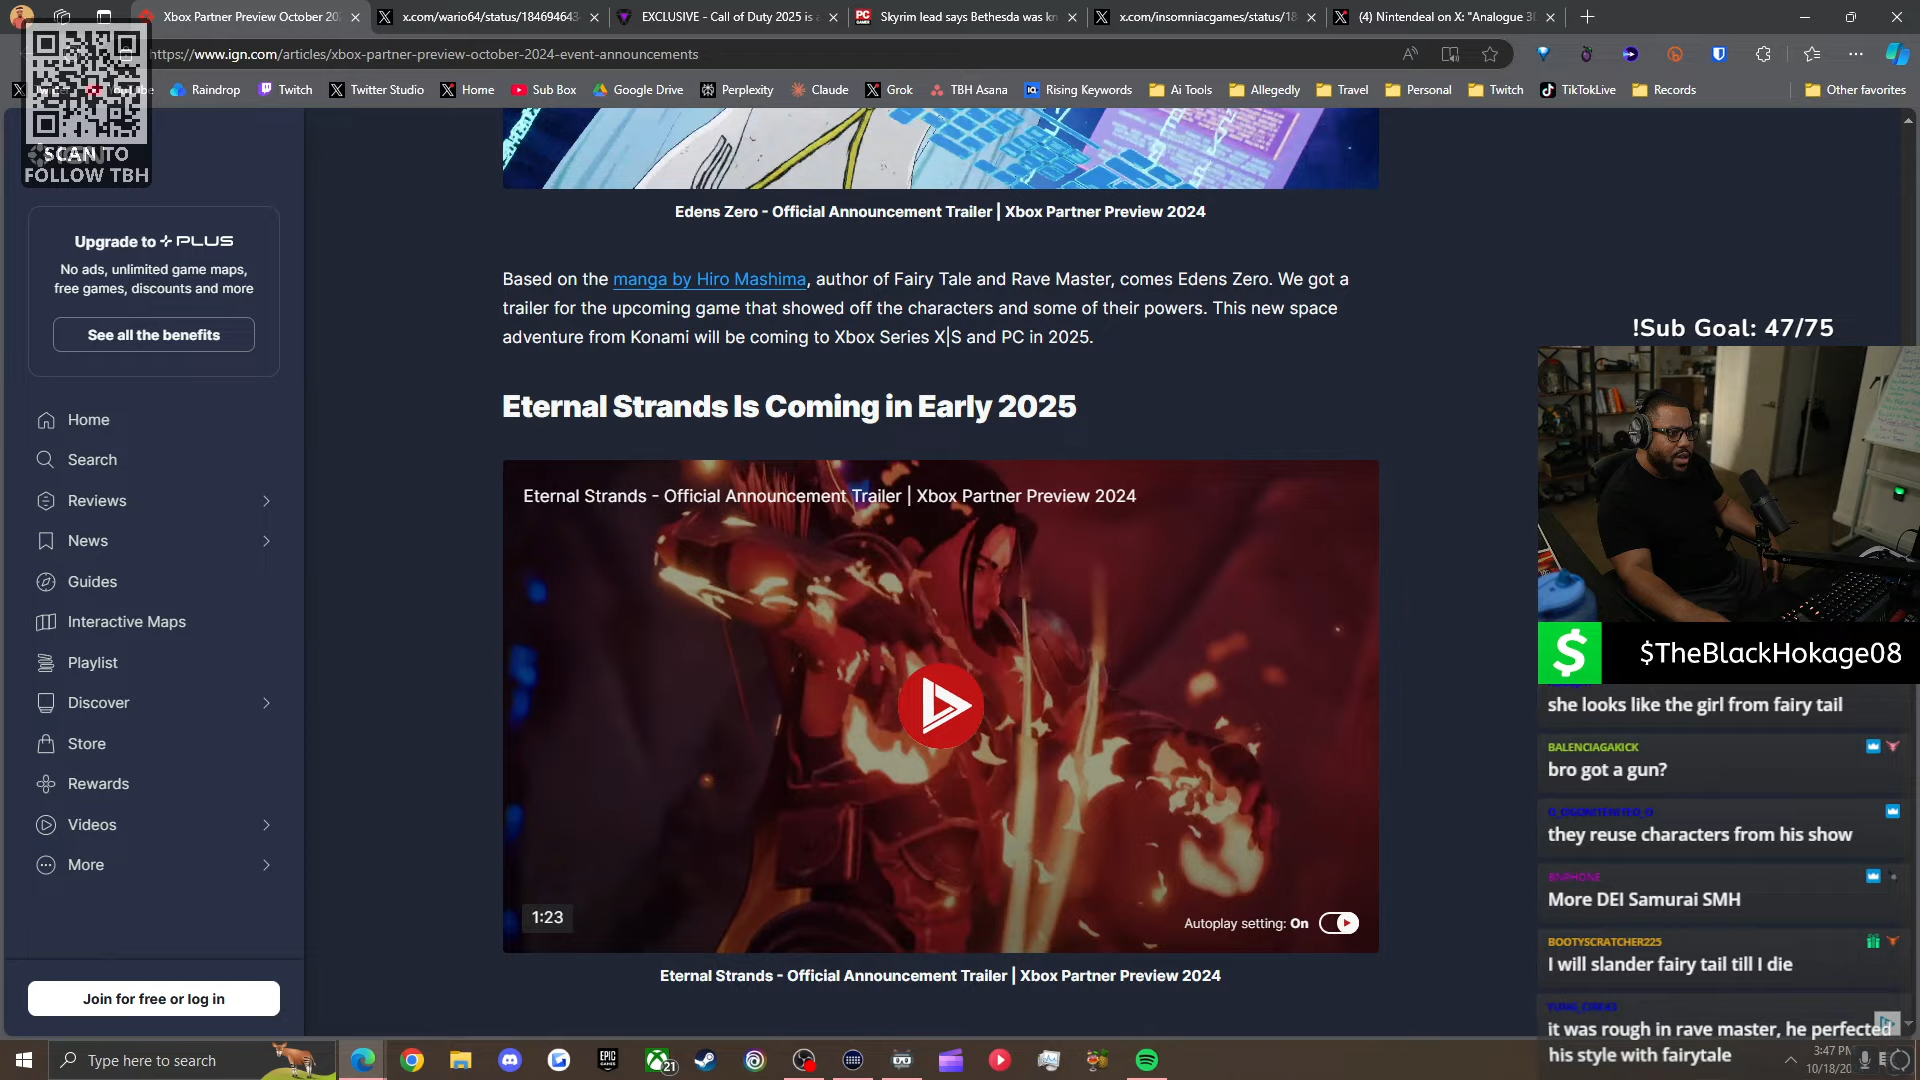 Xbox Partner Preview October 20
x.com/wario64/status/184694643
EXCLUSIVE - Call of Duty 2025 is a
Skyrim lead says Bethesda was kn
x.com/insomniacgames/status/18
(4) Nintendeal on X: "Analogue 3D
https://www.ign.com/articles/xbox-partner-preview-october-2024-event-announcements
Raindrop
Twitch
Twitter Studio
Home
Sub Box
Google Drive
Perplexity
Claude
Grok
TBH Asana
Rising Keywords
Ai Tools
Allegedly
Travel
Personal
Twitch
TikTokLive
Records
Other favorites
SCAN TO
FOLLOW TBH
Upgrade to PLUS
No ads, unlimited game maps,
free games, discounts and more
See all the benefits
Home
Search
Reviews
News
Guides
Interactive Maps
Playlist
Discover
Store
Rewards
Videos
More
Join for free or log in
Edens Zero - Official Announcement Trailer | Xbox Partner Preview 2024
Based on the manga by Hiro Mashima, author of Fairy Tale and Rave Master, comes Edens Zero. We got a
trailer for the upcoming game that showed off the characters and some of their powers. This new space
adventure from Konami will be coming to Xbox Series X|S and PC in 2025.
Eternal Strands Is Coming in Early 2025
Eternal Strands - Official Announcement Trailer | Xbox Partner Preview 2024
1:23
Autoplay setting: On
Eternal Strands - Official Announcement Trailer | Xbox Partner Preview 2024
!Sub Goal: 47/75
$TheBlackHokage08
she looks like the girl from fairy tail
BALENCIAGAKICK
bro got a gun?
they reuse characters from his show
BNPHONE
More DEI Samurai SMH
BOOTYSCRATCHER225
I will slander fairy tail till I die
it was rough in rave master, he perfected
his style with fairytale
Type here to search
EPIC
GAMES
21
3:47 PM
10/18/20